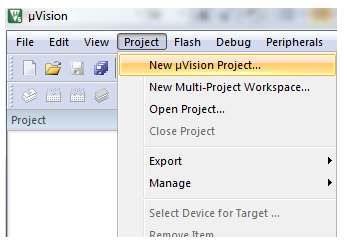 µVision
File Edit View Project Flash Debug Peripherals
New µVision Project...
New Multi-Project Workspace...
Project
Open Project...
Close Project
Export
Manage
Select Device for Target ...
Remove Item